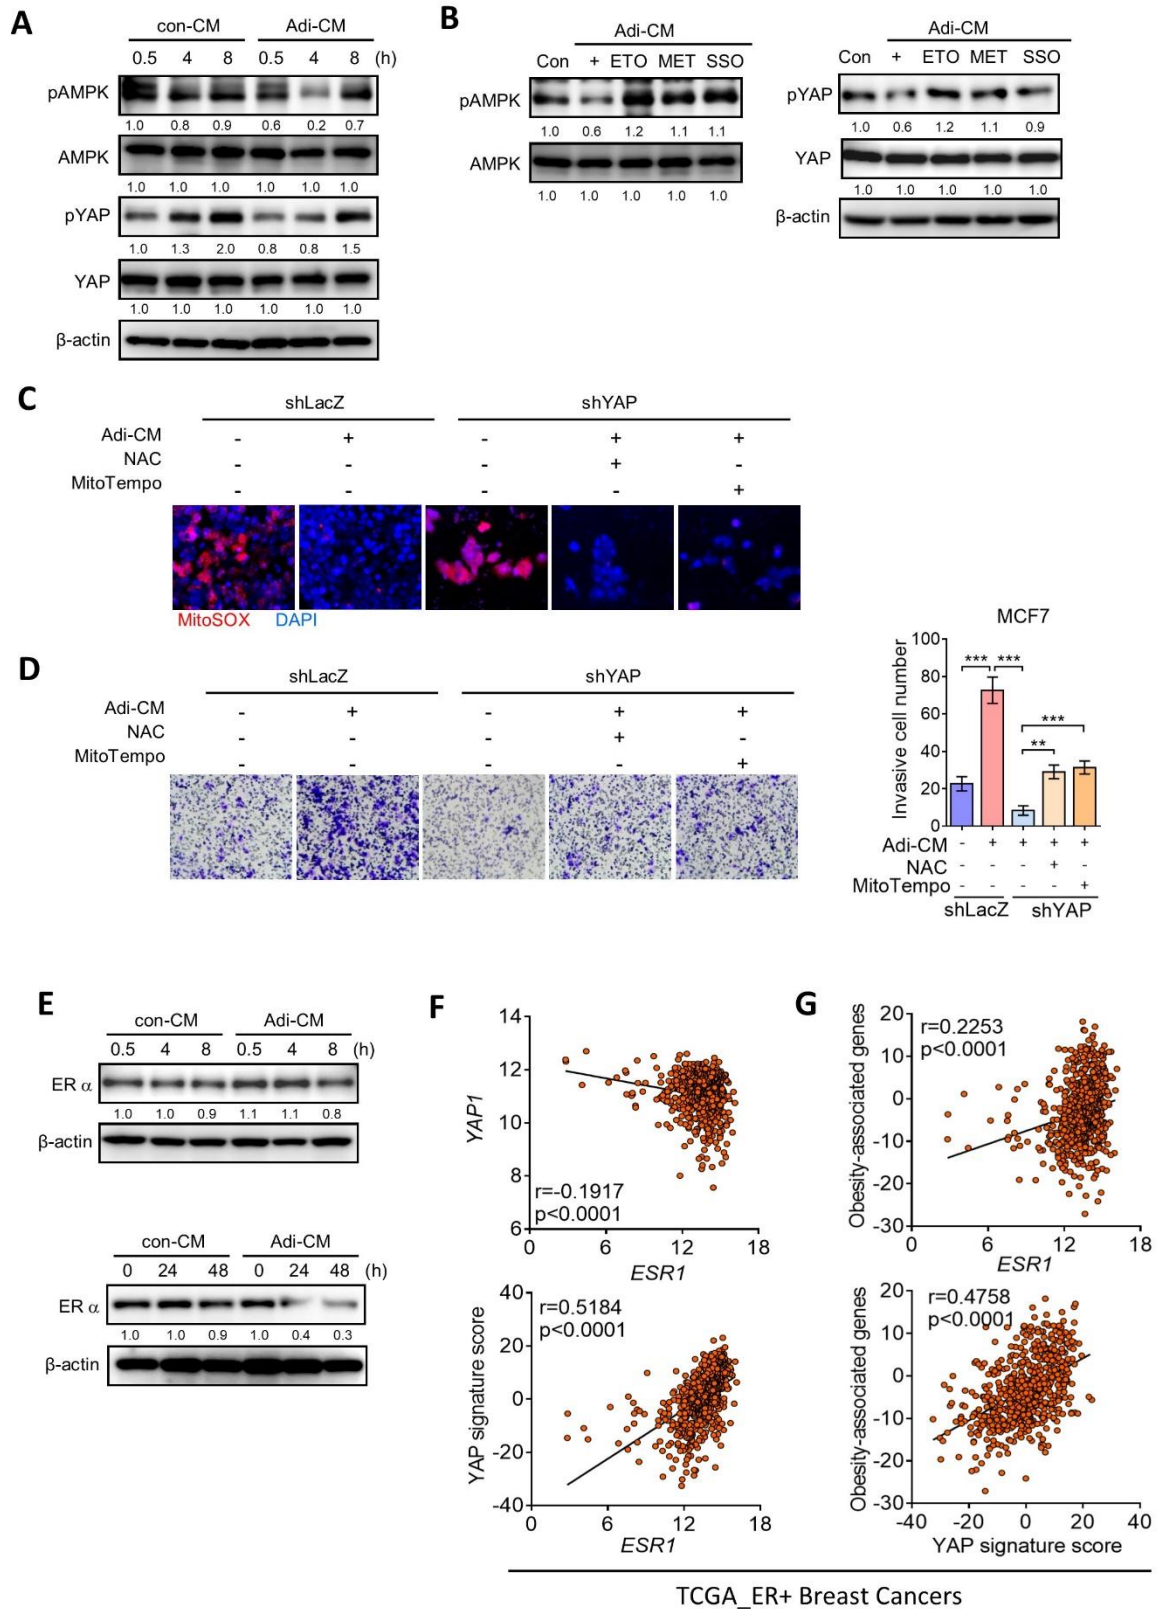 A
con-CM Adi-CM
0.5 4 8 0.5 4 8 (h)
pAMPK
1.0 0.8 0.9 0.6 0.2 0.7
AMPK
1.0 1.0 1.0 1.0 1.0 1.0
pYAP
1.0 1.3 2.0 0.8 0.8 1.5
YAP
1.0 1.0 1.0 1.0 1.0 1.0
β-actin
B
Adi-CM
Con + ETO MET SSO
pAMPK
1.0 0.6 1.2 1.1 1.1
AMPK
1.0 1.0 1.0 1.0 1.0
Adi-CM
Con + ETO MET SSO
pYAP
1.0 0.6 1.2 1.1 0.9
YAP
1.0 1.0 1.0 1.0 1.0
β-actin
C
shLacZ shYAP
Adi-CM - + - + +
NAC - - - + -
MitoTempo - - - - +
MitoSOX DAPI
D
shLacZ shYAP
Adi-CM - + - + +
NAC - - - + -
MitoTempo - - - - +
MCF7
Invasive cell number
100
80
60
40
20
0
*** ***
***
**
Adi-CM - + + + +
NAC - - - + -
MitoTempo - - - - +
shLacZ shYAP
E
con-CM Adi-CM
0.5 4 8 0.5 4 8 (h)
ER α
1.0 1.0 0.9 1.1 1.1 0.8
β-actin
con-CM Adi-CM
0 24 48 0 24 48 (h)
ER α
1.0 1.0 0.9 1.0 0.4 0.3
β-actin
F
YAP1
14
12
10
8
6
r=-0.1917
p<0.0001
0 6 12 18
ESR1
YAP signature score
40
20
0
-20
-40
r=0.5184
p<0.0001
0 6 12 18
ESR1
G
Obesity-associated genes
20
10
0
-10
-20
-30
r=0.2253
p<0.0001
0 6 12 18
ESR1
Obesity-associated genes
20
10
0
-10
-20
-30
r=0.4758
p<0.0001
-40 -20 0 20 40
YAP signature score
TCGA_ER+ Breast Cancers